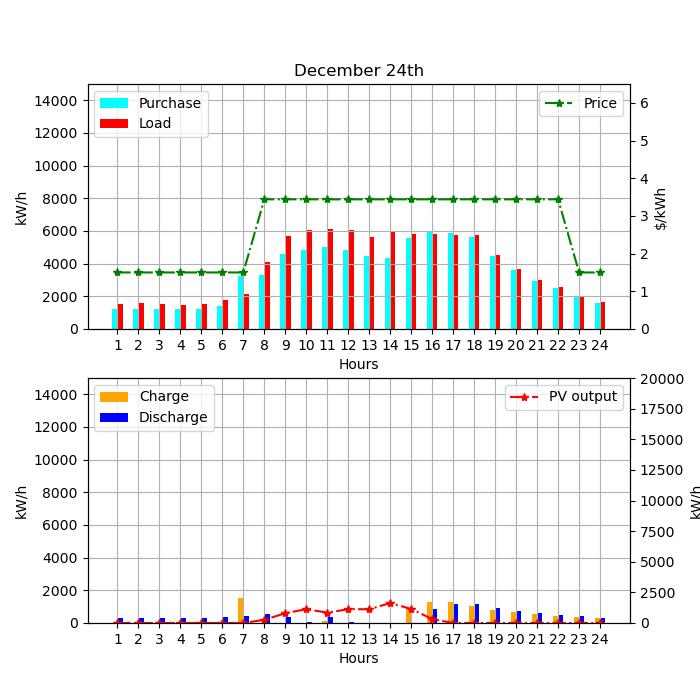 December 24th
14000
12000
10000
8000
6000
4000
2000
0
kW/h
Purchase
Load
Price
6
5
4
3
2
1
0
$/kWh
1 2 3 4 5 6 7 8 9 10 11 12 13 14 15 16 17 18 19 20 21 22 23 24
Hours
14000
12000
10000
8000
6000
4000
2000
0
kW/h
Charge
Discharge
PV output
20000
17500
15000
12500
10000
7500
5000
2500
0
kW/h
1 2 3 4 5 6 7 8 9 10 11 12 13 14 15 16 17 18 19 20 21 22 23 24
Hours